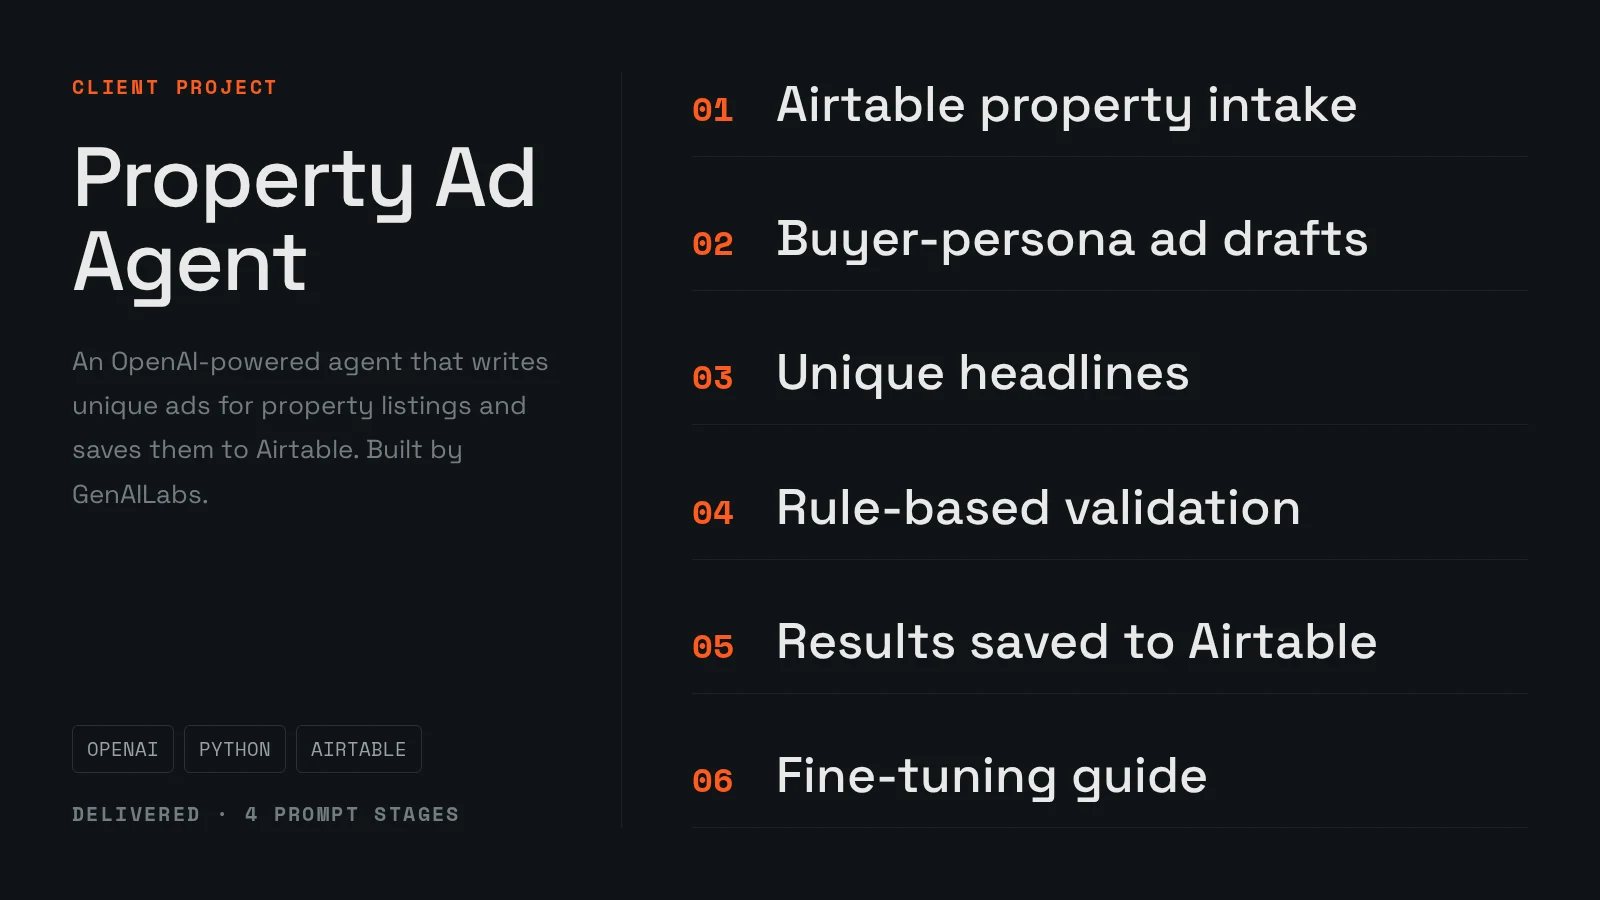 CLIENT PROJECT
Property Ad
Agent
An OpenAI-powered agent that writes
unique ads for property listings and
saves them to Airtable. Built by
GenAILabs.
OPENAI PYTHON AIRTABLE
DELIVERED · 4 PROMPT STAGES
01 Airtable property intake
02 Buyer-persona ad drafts
03 Unique headlines
04 Rule-based validation
05 Results saved to Airtable
06 Fine-tuning guide